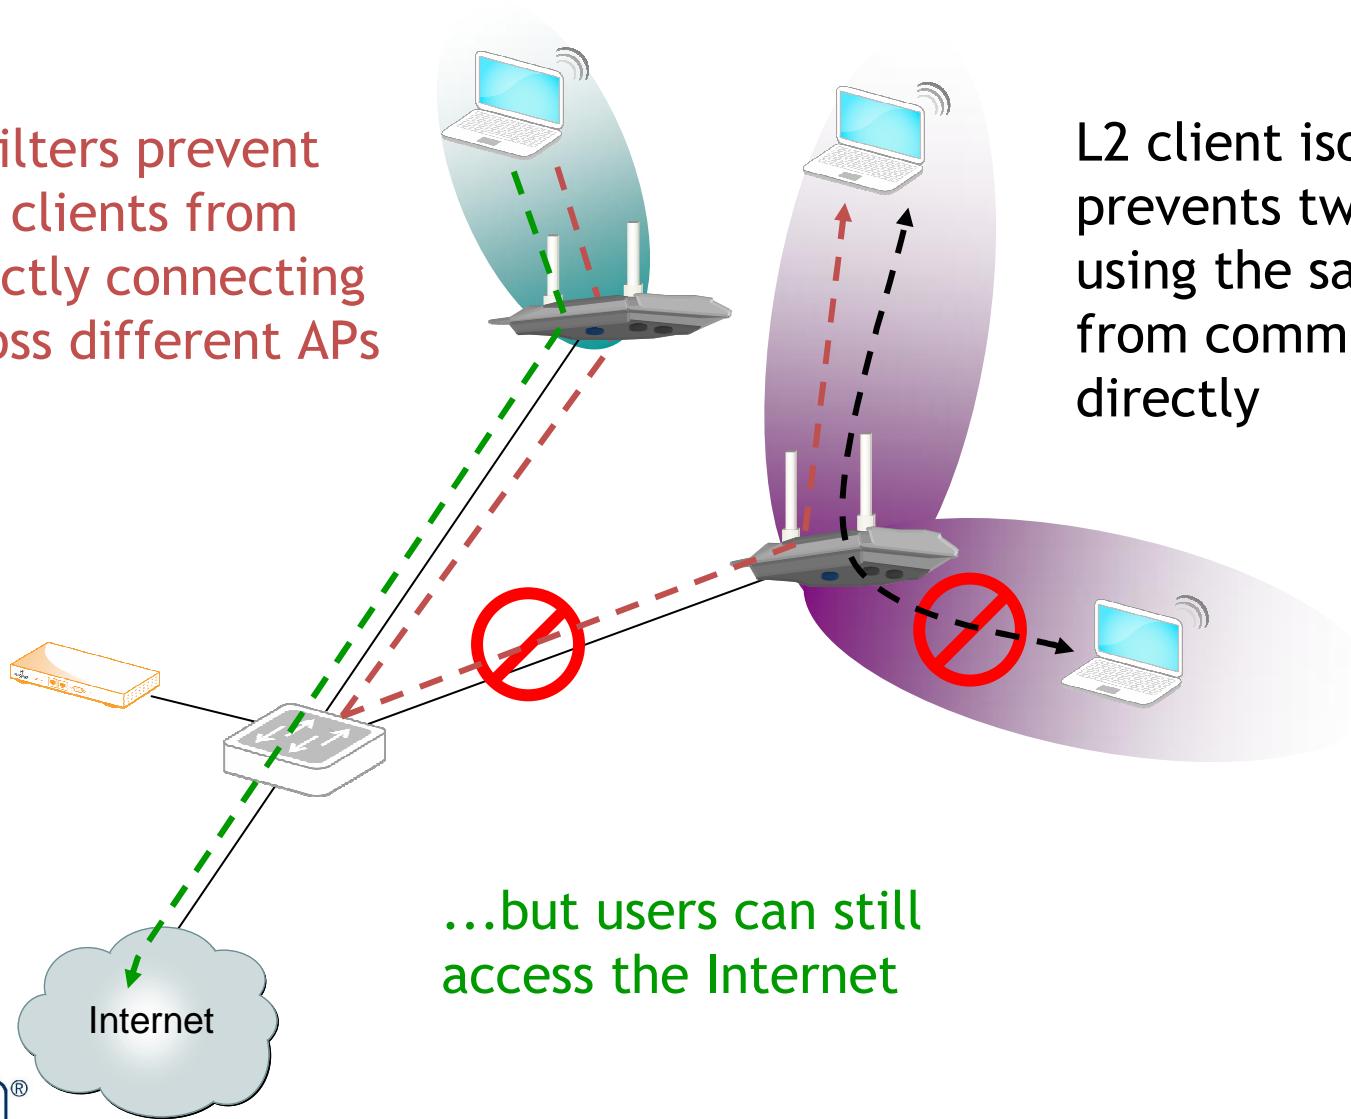 ilters prevent
clients from
ctly connecting
oss different APs
L2 client iso
prevents tw
using the sa
from comm
directly
...but users can still
access the Internet
Internet
®